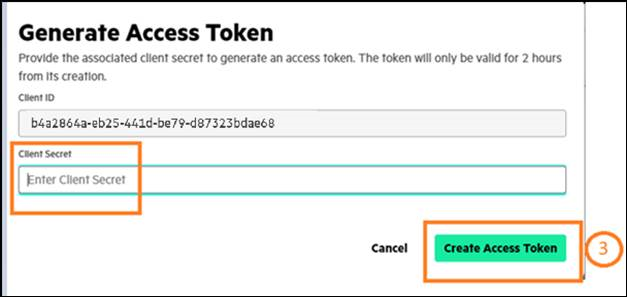 Generate Access Token
Provide the associated client secret to generate an access token. The token will only be valid for 2 hours
from its creation.
Client ID
b4a2864a-eb25-441d-be79-d87323bdae68
Client Secret
Enter Client Secret
Cancel Create Access Token 3